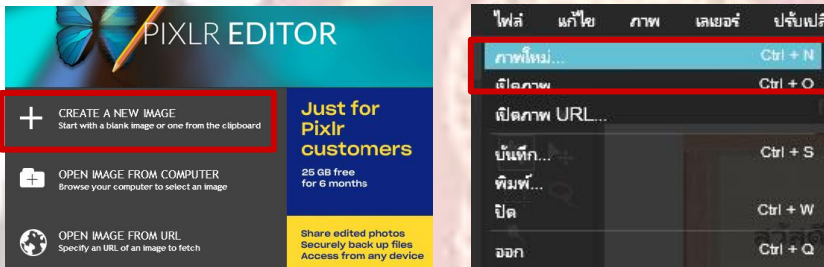 PIXLR EDITOR
CREATE A NEW IMAGE
Start with a blank image or one from the clipboard
OPEN IMAGE FROM COMPUTER
Browse your computer to select an image
OPEN IMAGE FROM URL
Specify an URL of an image to fetch
Just for
Pixlr
customers
25 GB free
for 6 months
Share edited photos
Securely back up files
Access from any device
ไฟล์ แก้ไข ภาพ เลเยอร์
ภาพใหม่... Ctrl + N
เปิดภาพ Ctrl + O
เปิดภาพ URL...
บันทึก... Ctrl + S
พิมพ์...
ปิด Ctrl + W
ออก Ctrl + Q